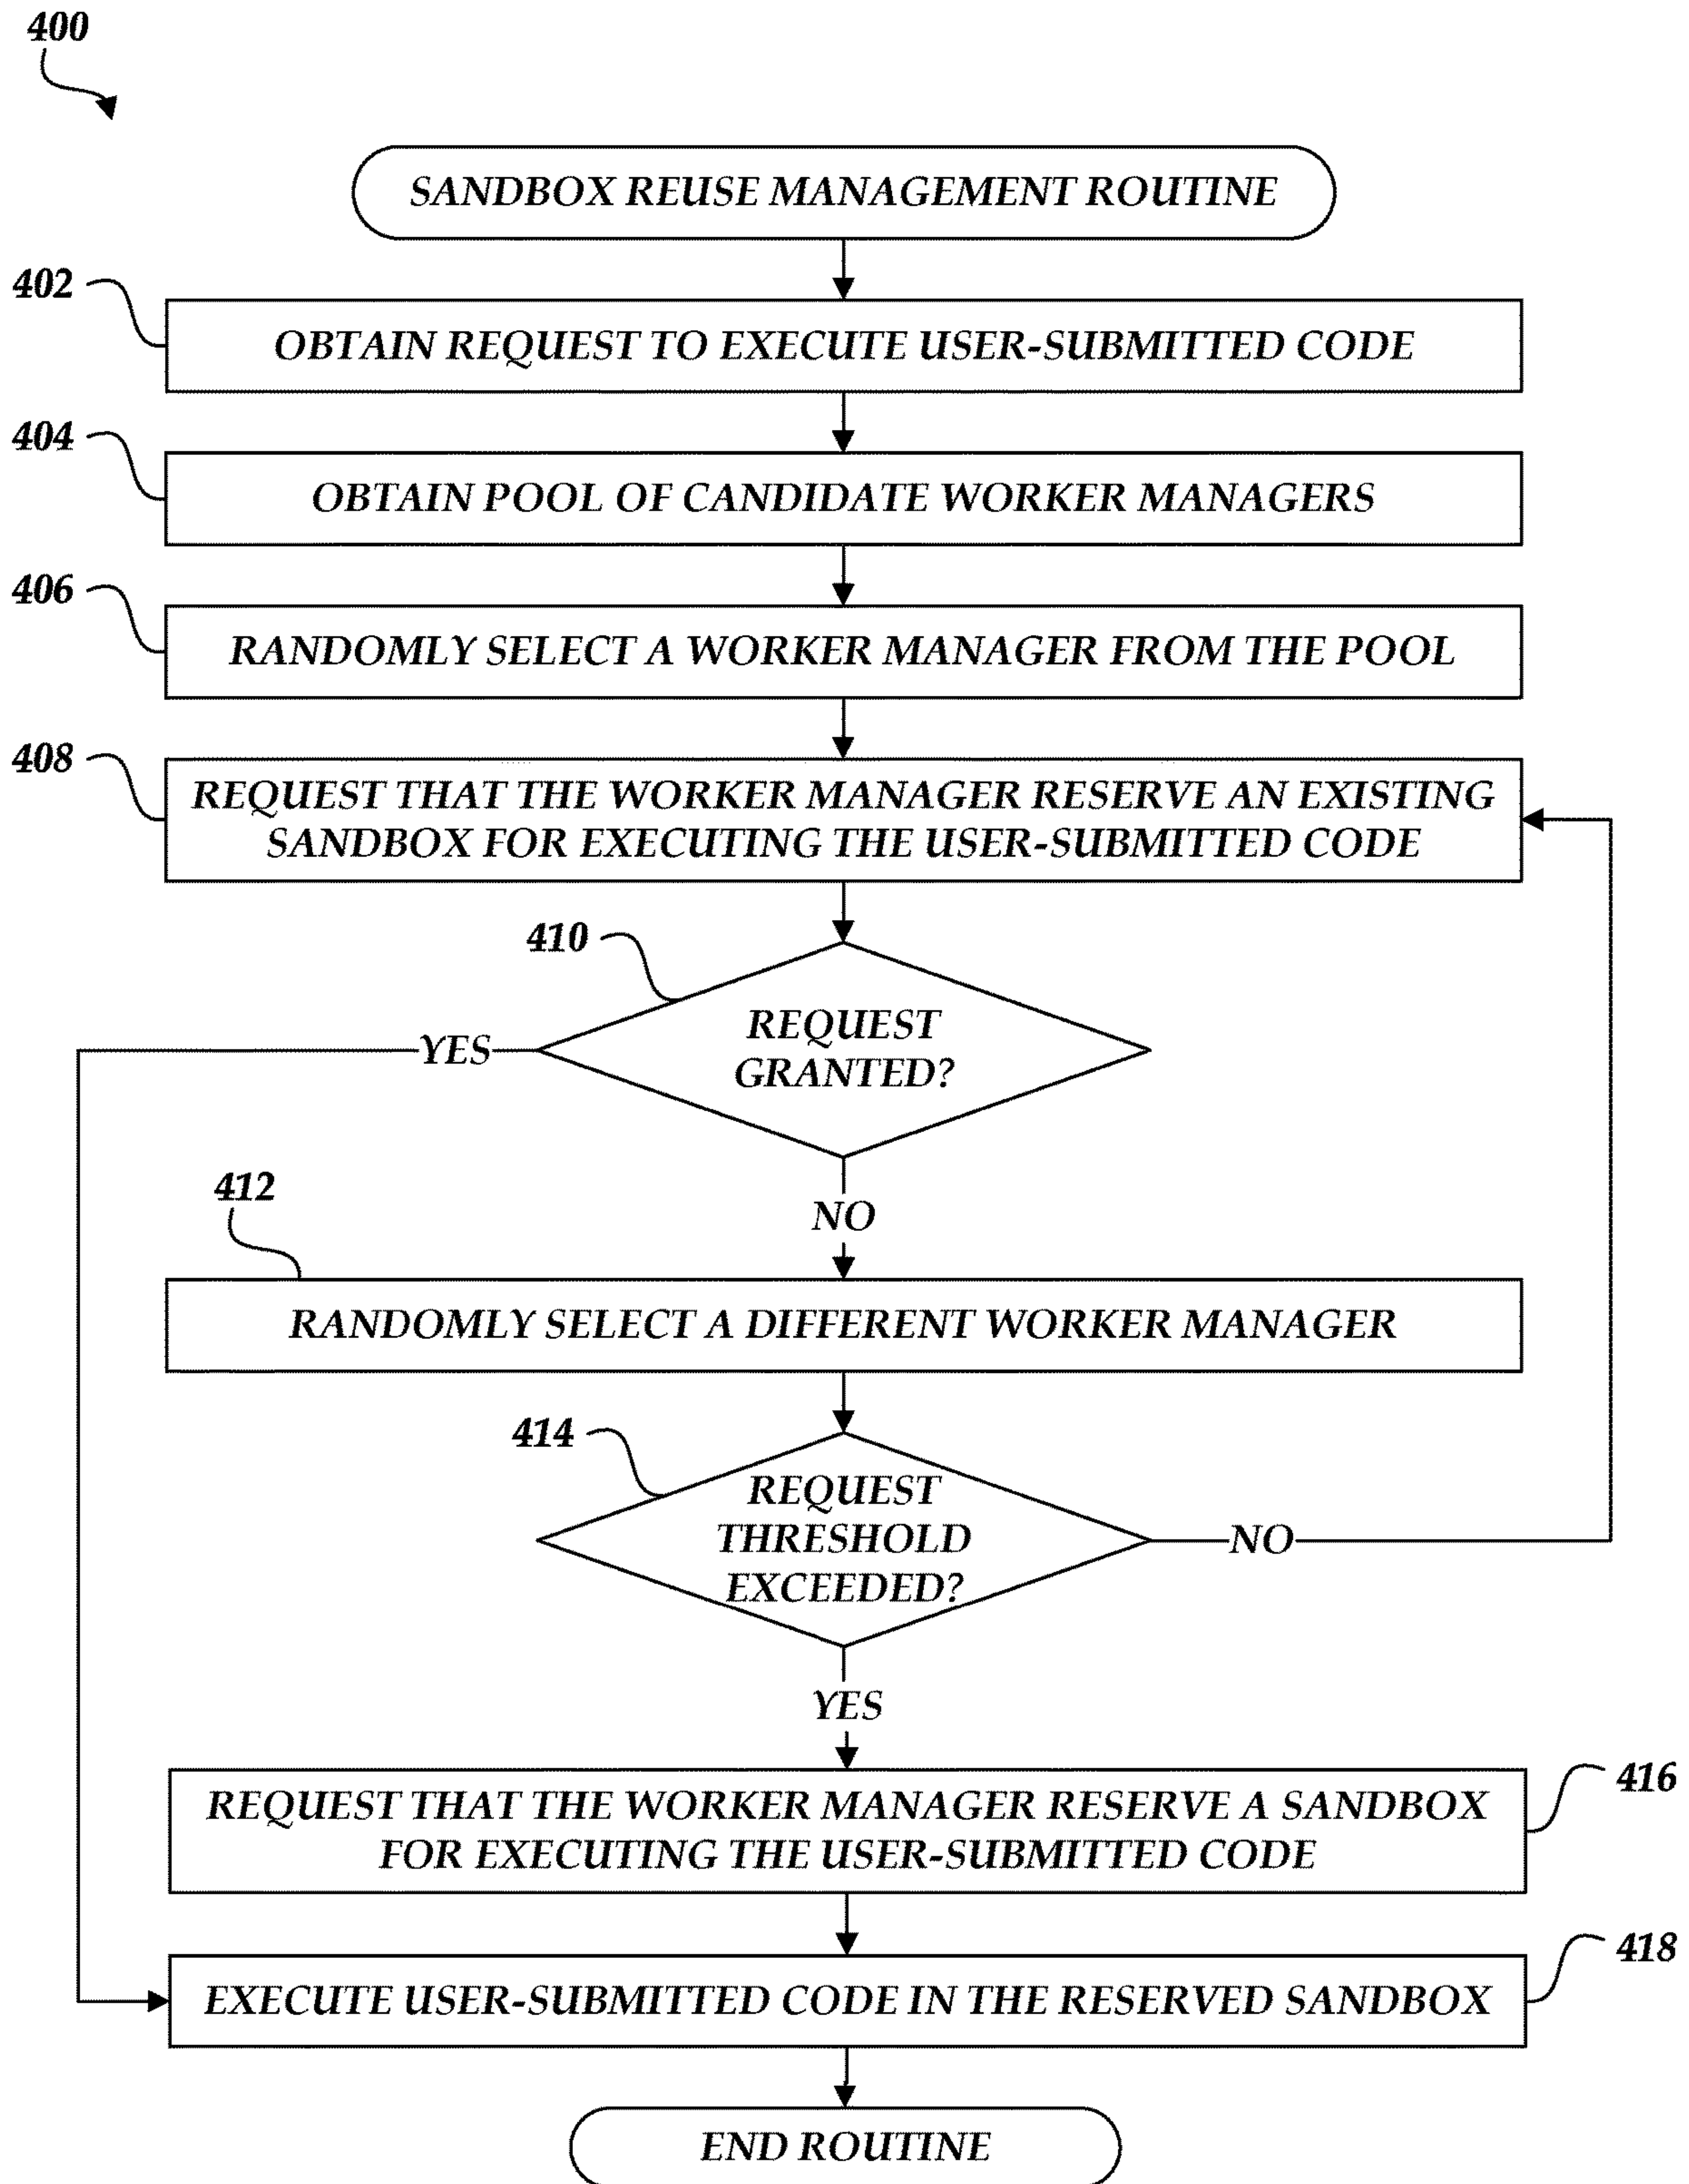 400
SANDBOX REUSE MANAGEMENT ROUTINE
402
OBTAIN REQUEST TO EXECUTE USER-SUBMITTED CODE
404
OBTAIN POOL OF CANDIDATE WORKER MANAGERS
406
RANDOMLY SELECT A WORKER MANAGER FROM THE POOL
408
REQUEST THAT THE WORKER MANAGER RESERVE AN EXISTING
SANDBOX FOR EXECUTING THE USER-SUBMITTED CODE
410
REQUEST
GRANTED?
YES
NO
412
RANDOMLY SELECT A DIFFERENT WORKER MANAGER
414
REQUEST
THRESHOLD
EXCEEDED?
NO
YES
416
REQUEST THAT THE WORKER MANAGER RESERVE A SANDBOX
FOR EXECUTING THE USER-SUBMITTED CODE
418
EXECUTE USER-SUBMITTED CODE IN THE RESERVED SANDBOX
END ROUTINE